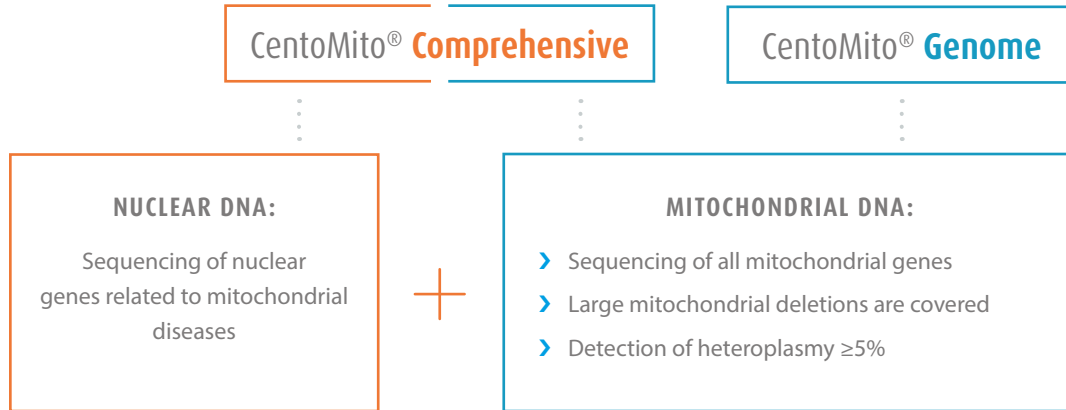 CentoMito® Comprehensive
CentoMito® Genome
NUCLEAR DNA:
Sequencing of nuclear
genes related to mitochondrial
diseases
+
MITOCHONDRIAL DNA:
› Sequencing of all mitochondrial genes
› Large mitochondrial deletions are covered
› Detection of heteroplasmy ≥5%